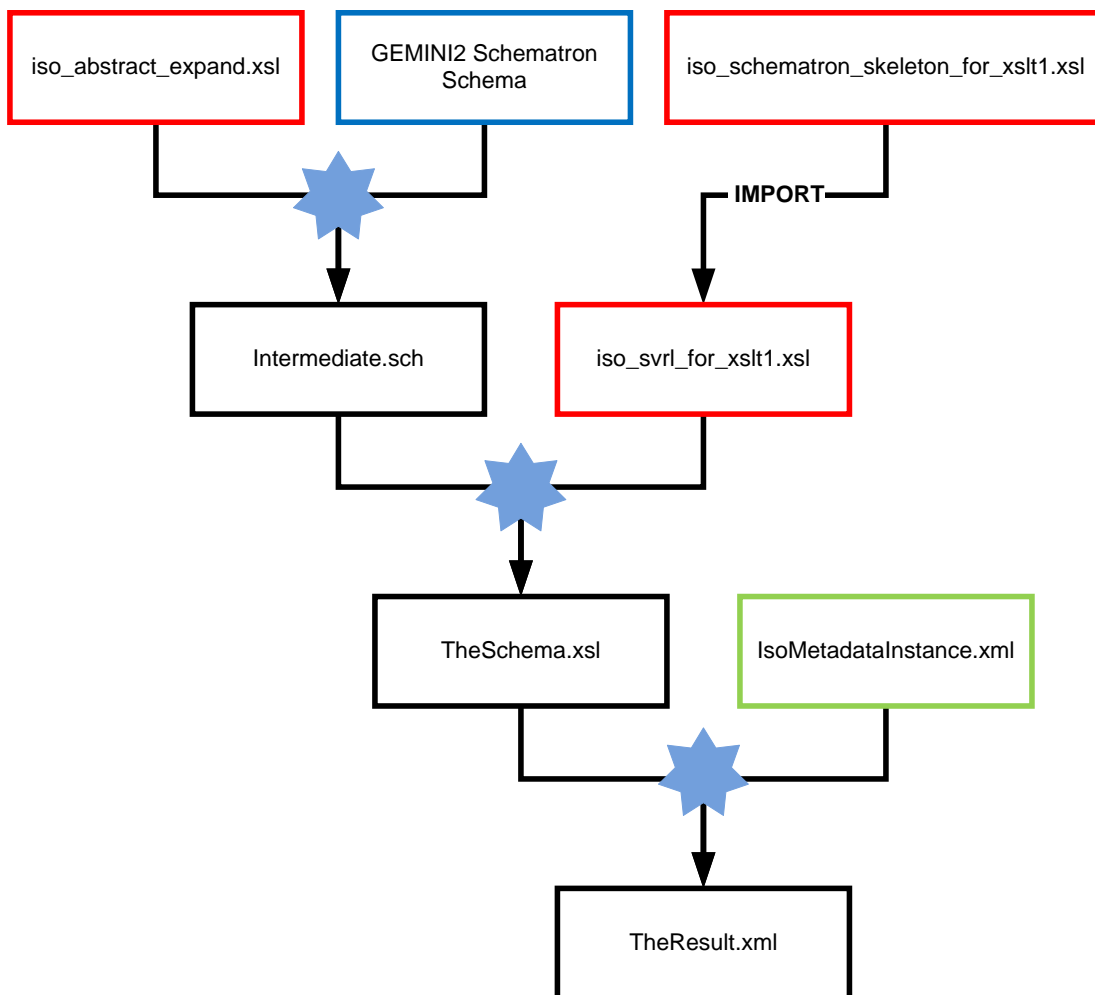 iso_abstract_expand.xsl
GEMINI2 Schematron
Schema
iso_schematron_skeleton_for_xslt1.xsl
IMPORT
Intermediate.sch
iso_svrl_for_xslt1.xsl
TheSchema.xsl
IsoMetadataInstance.xml
TheResult.xml